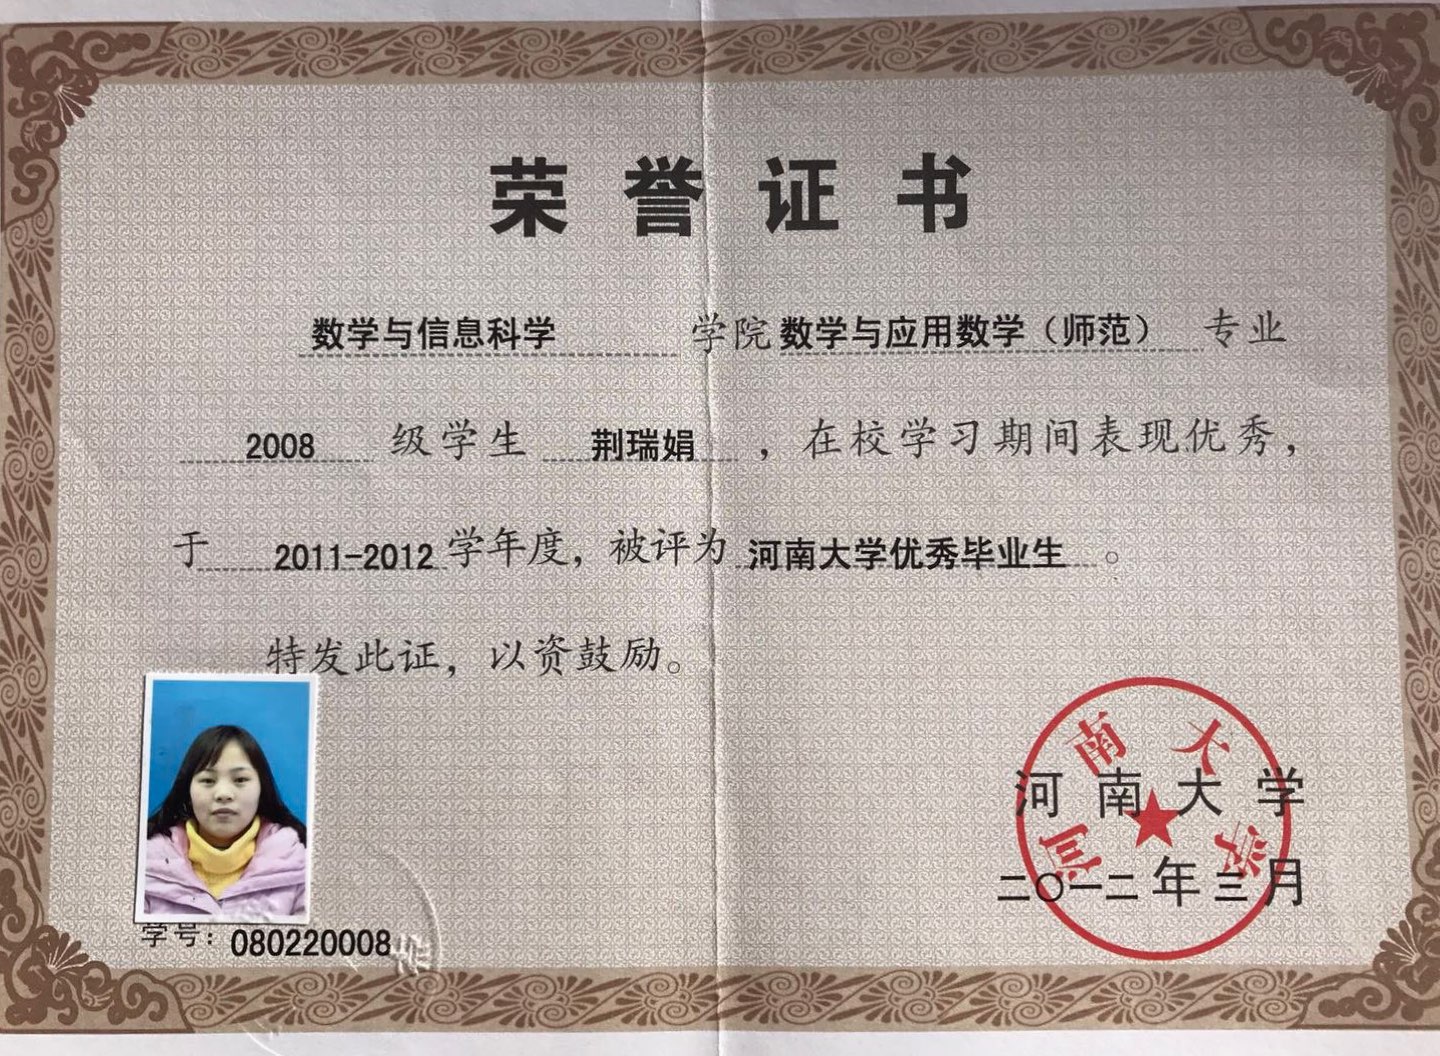 荣誉证书
数学与信息科学 学院 数学与应用数学（师范） 专业
2008 级学生 荆瑞娟 ，在校学习期间表现优秀，
于 2011-2012 学年度，被评为 河南大学优秀毕业生 。
特发此证，以资鼓励。
河南大学
河南大学
二〇一二年三月
学号：080220008